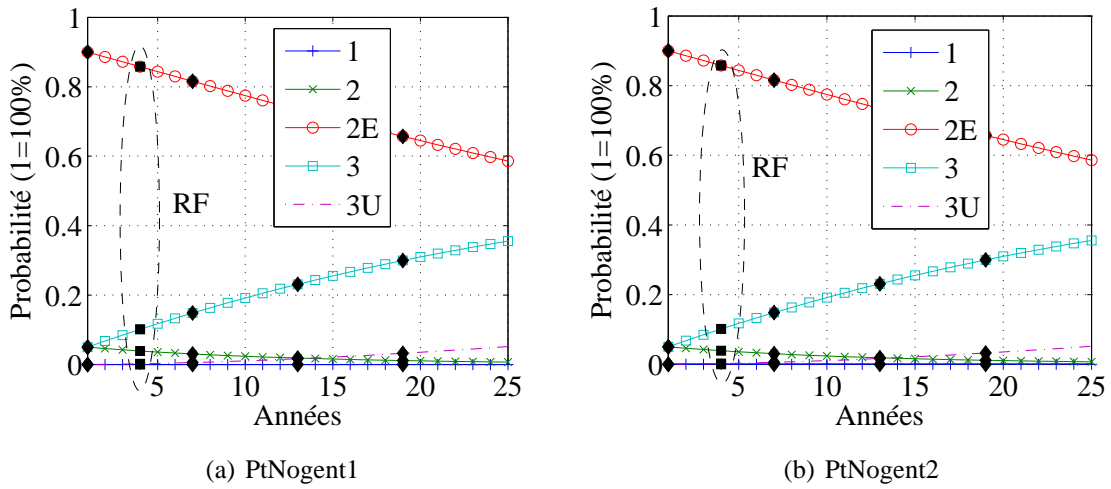 1
0.8
0.6
0.4
0.2
0
Probabilité (1=100%)
1
2
2E
3
3U
RF
5
10
15
20
25
Années
(a) PtNogent1
1
0.8
0.6
0.4
0.2
0
Probabilité (1=100%)
1
2
2E
3
3U
RF
5
10
15
20
25
Années
(b) PtNogent2